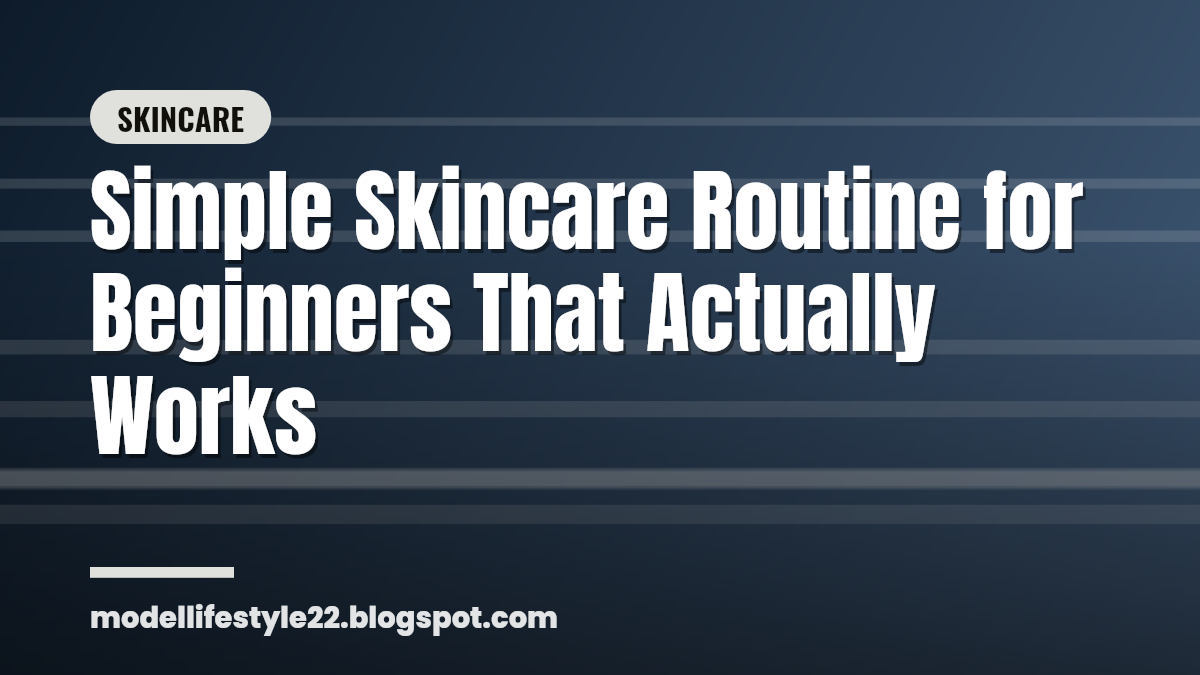 SKINCARE
Simple Skincare Routine for
Beginners That Actually
Works
modellifestyle22.blogspot.com